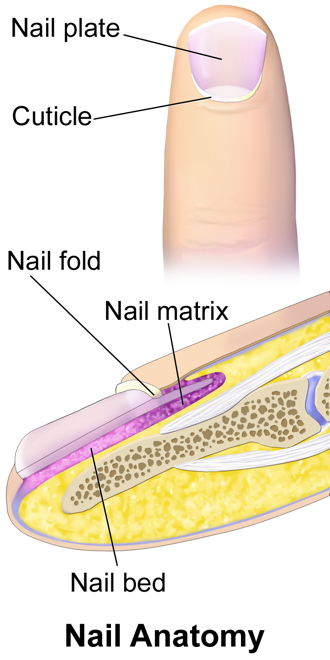 Nail plate
Cuticle
Nail fold
Nail matrix
Nail bed
Nail Anatomy